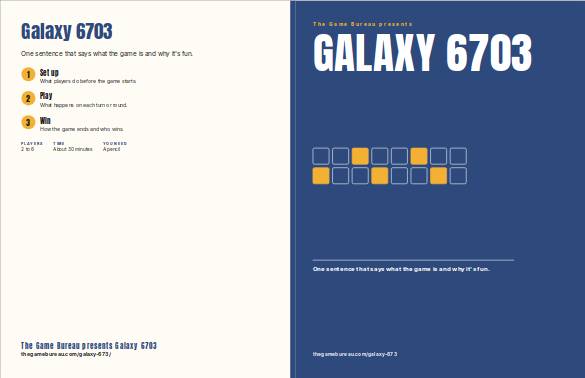 Galaxy 6703
One sentence that says what the game is and why it's fun.
1
Set up
What players do before the game starts.
2
Play
What happens on each turn or round.
3
Win
How the game ends and who wins.
PLAYERS TIME YOU NEED
2 to 6 About 30 minutes A pencil
The Game Bureau presents Galaxy 6703
thegamebureau.com/galaxy-673/
The Game Bureau presents
GALAXY 6703
One sentence that says what the game is and why it's fun.
thegamebureau.com/galaxy-673